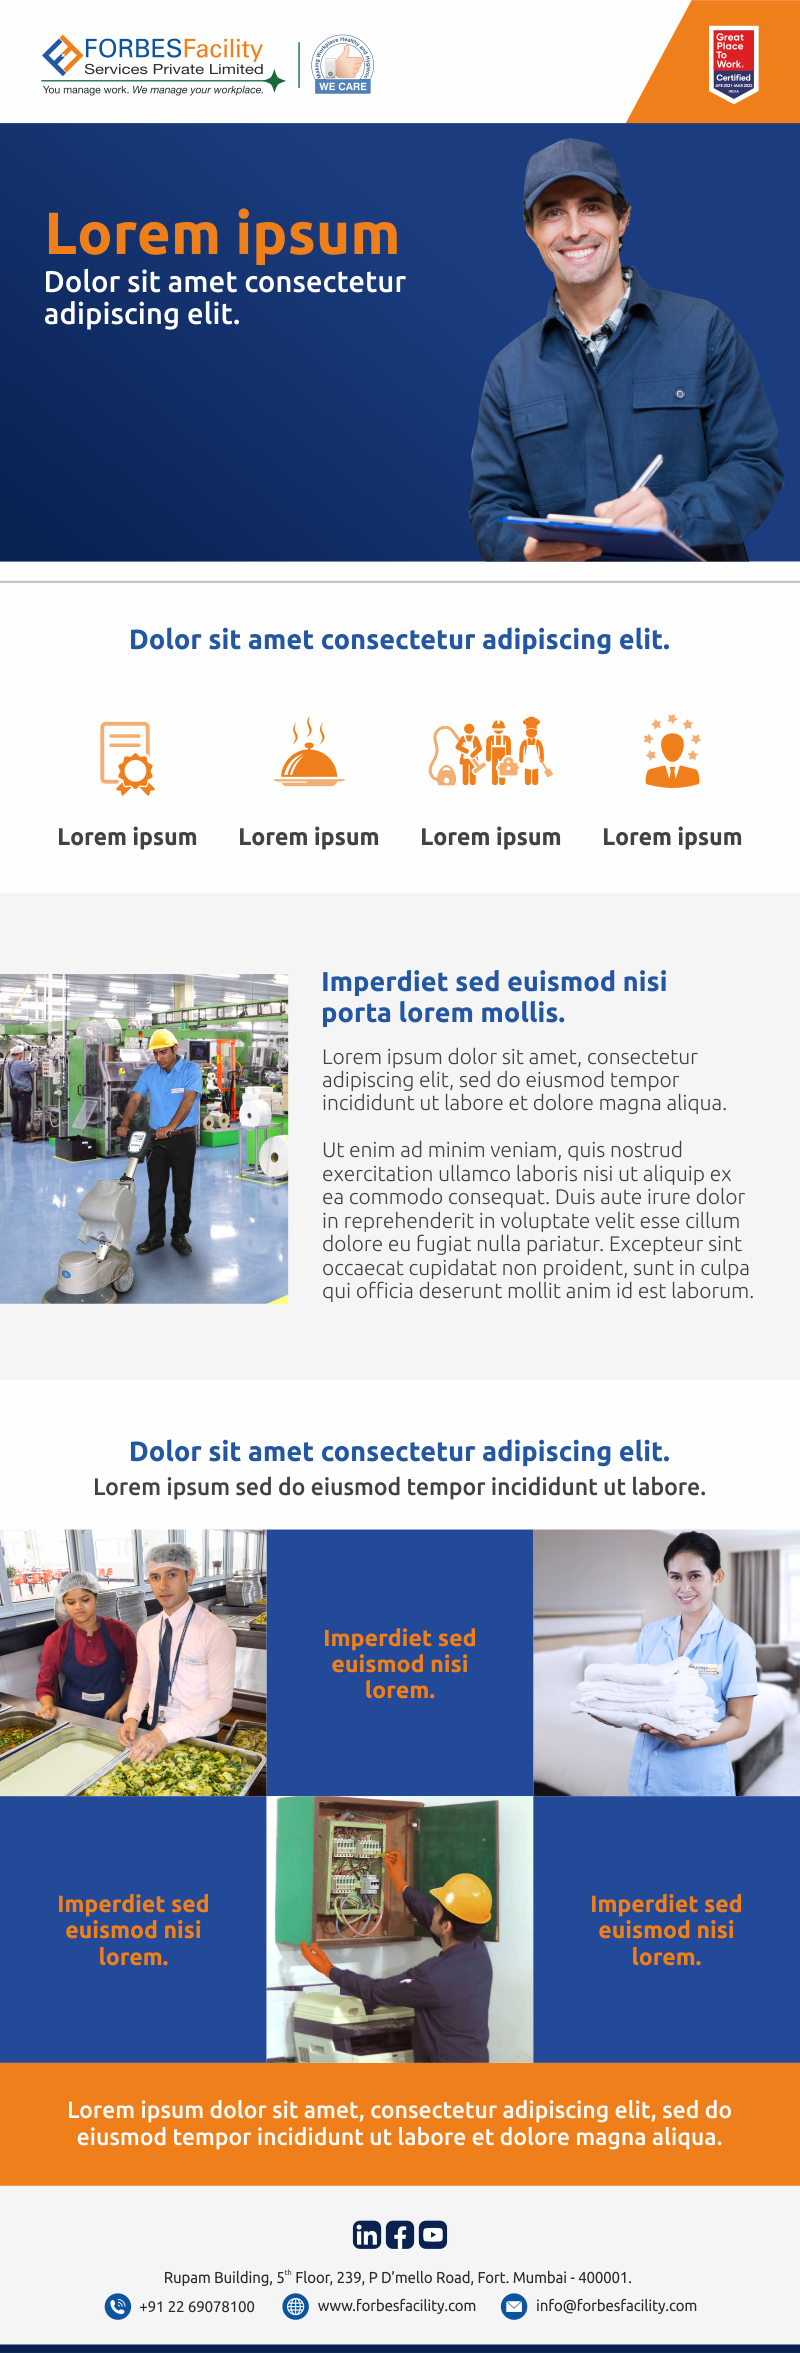 FORBESFacility
Services Private Limited
You manage work. We manage your workplace.
Making Workplace Healthy and Hygienic
WE CARE
Great
Place
To
Work.
Certified
APR 2021-MAR 2022
INDIA
Lorem ipsum
Dolor sit amet consectetur
adipiscing elit.
Dolor sit amet consectetur adipiscing elit.
Lorem ipsum
Lorem ipsum
Lorem ipsum
Lorem ipsum
Imperdiet sed euismod nisi
porta lorem mollis.
Lorem ipsum dolor sit amet, consectetur
adipiscing elit, sed do eiusmod tempor
incididunt ut labore et dolore magna aliqua.
Ut enim ad minim veniam, quis nostrud
exercitation ullamco laboris nisi ut aliquip ex
ea commodo consequat. Duis aute irure dolor
in reprehenderit in voluptate velit esse cillum
dolore eu fugiat nulla pariatur. Excepteur sint
occaecat cupidatat non proident, sunt in culpa
qui officia deserunt mollit anim id est laborum.
Dolor sit amet consectetur adipiscing elit.
Lorem ipsum sed do eiusmod tempor incididunt ut labore.
Imperdiet sed
euismod nisi
lorem.
Imperdiet sed
euismod nisi
lorem.
Imperdiet sed
euismod nisi
lorem.
Lorem ipsum dolor sit amet, consectetur adipiscing elit, sed do
eiusmod tempor incididunt ut labore et dolore magna aliqua.
in f
Rupam Building, 5th Floor, 239, P D'mello Road, Fort. Mumbai - 400001.
+91 22 69078100 www.forbesfacility.com info@forbesfacility.com